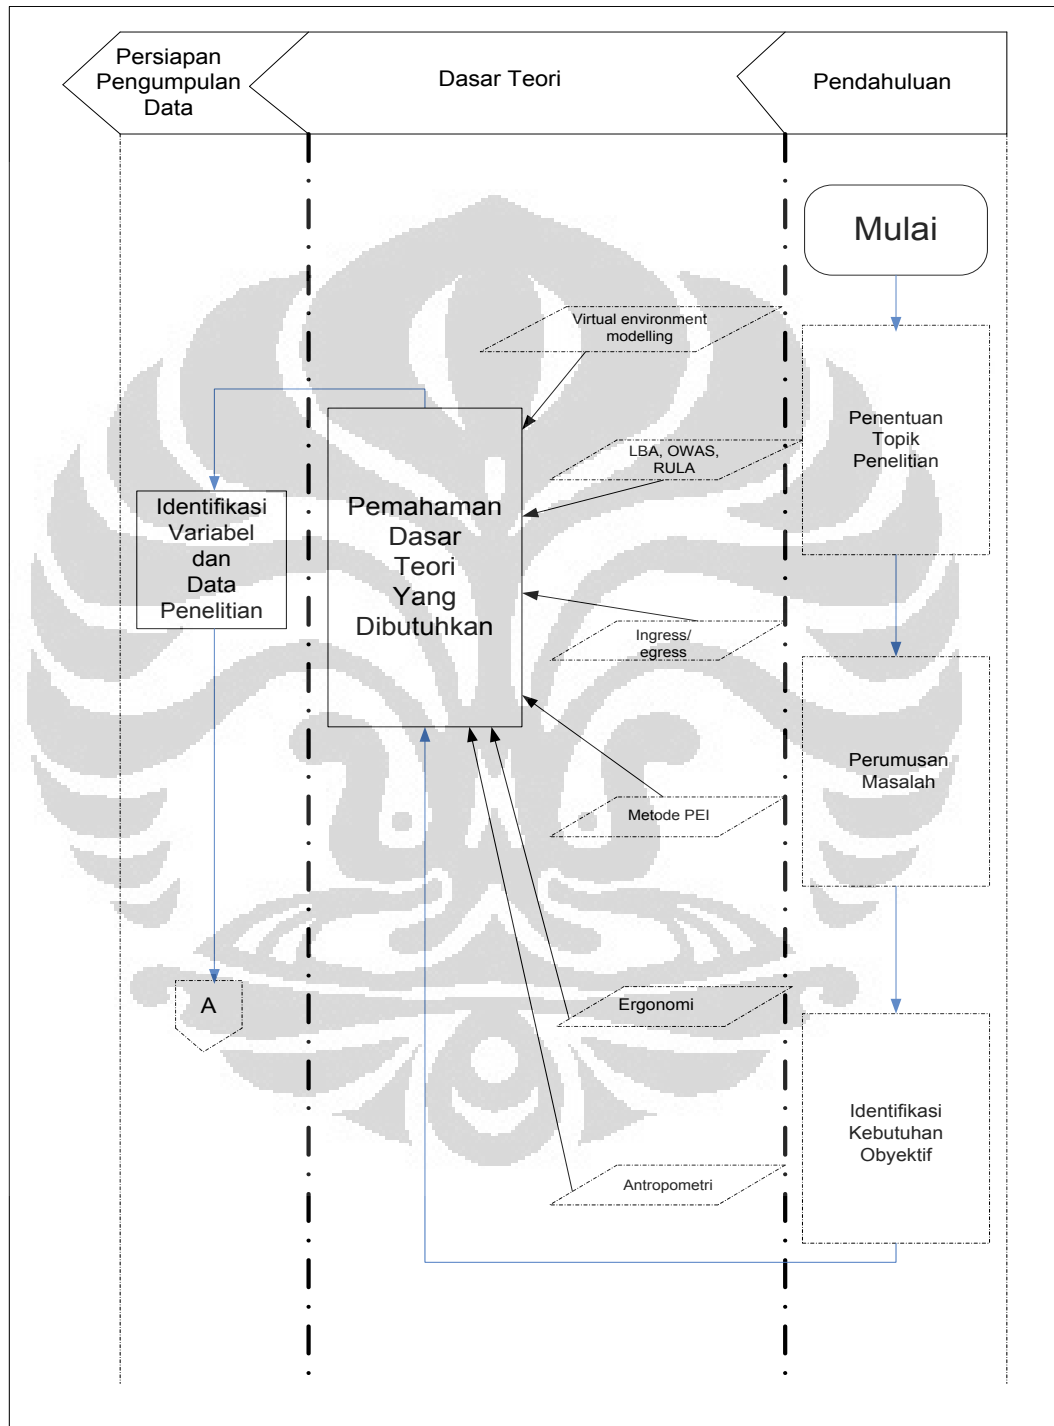 Persiapan
Pengumpulan
Data
Dasar Teori
Pendahuluan
Mulai
Virtual environment
modelling
Penentuan
Topik
Penelitian
LBA, OWAS,
RULA
Pemahaman
Dasar
Teori
Yang
Dibutuhkan
Identifikasi
Variabel
dan
Data
Penelitian
Ingress/
egress
Perumusan
Masalah
Metode PEI
A
Ergonomi
Identifikasi
Kebutuhan
Obyektif
Antropometri